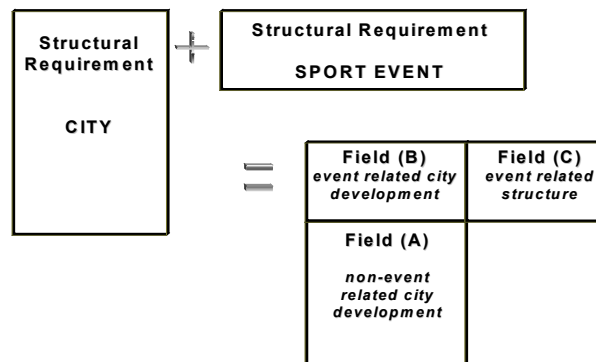 Structural
Requirement
CITY
+
Structural Requirement
SPORT EVENT
=
Field (B)
event related city
development
Field (C)
event related
structure
Field (A)
non-event
related city
development